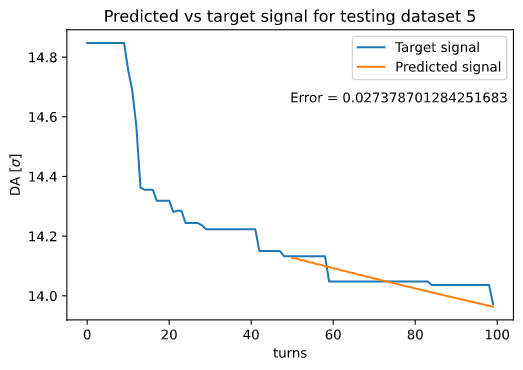 Predicted vs target signal for testing dataset 5
Target signal
Predicted signal
Error = 0.027378701284251683
DA [σ]
14.8
14.6
14.4
14.2
14.0
0 20 40 60 80 100
turns